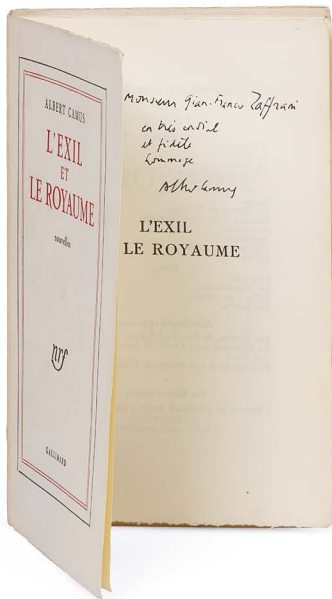 ALBERT CAMUS
L'EXIL
ET
LE ROYAUME
nouvelles
nrf
GALLIMARD
Monsieur Gian-Franco Zaffrani
en très cordial
et fidèle
hommage
Albert Camus
L'EXIL
LE ROYAUME